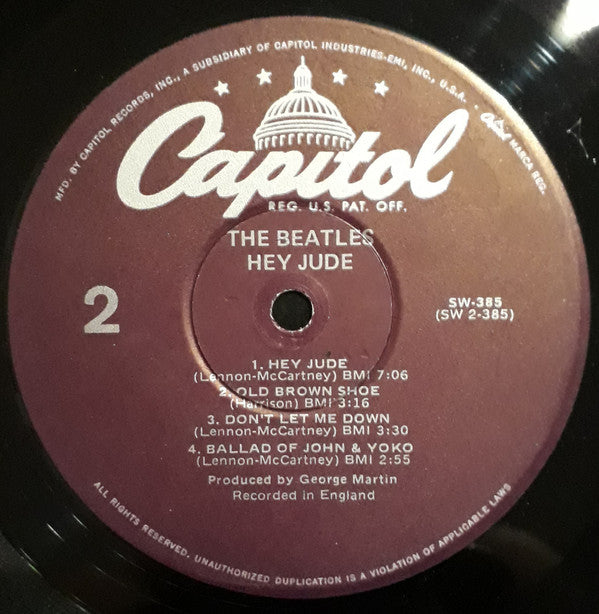 MFD. BY CAPITOL RECORDS, INC., A SUBSIDIARY OF CAPITOL INDUSTRIES-EMI, INC., U.S.A. · Capitol MARCA REG.
Capitol
REG. U.S. PAT. OFF.
THE BEATLES
HEY JUDE
2
SW-385
(SW 2-385)
1. HEY JUDE
(Lennon-McCartney) BMI 7:06
2. OLD BROWN SHOE
(Harrison) BMI 3:16
3. DON'T LET ME DOWN
(Lennon-McCartney) BMI 3:30
4. BALLAD OF JOHN & YOKO
(Lennon-McCartney) BMI 2:55
Produced by George Martin
Recorded in England
ALL RIGHTS RESERVED. UNAUTHORIZED DUPLICATION IS A VIOLATION OF APPLICABLE LAWS